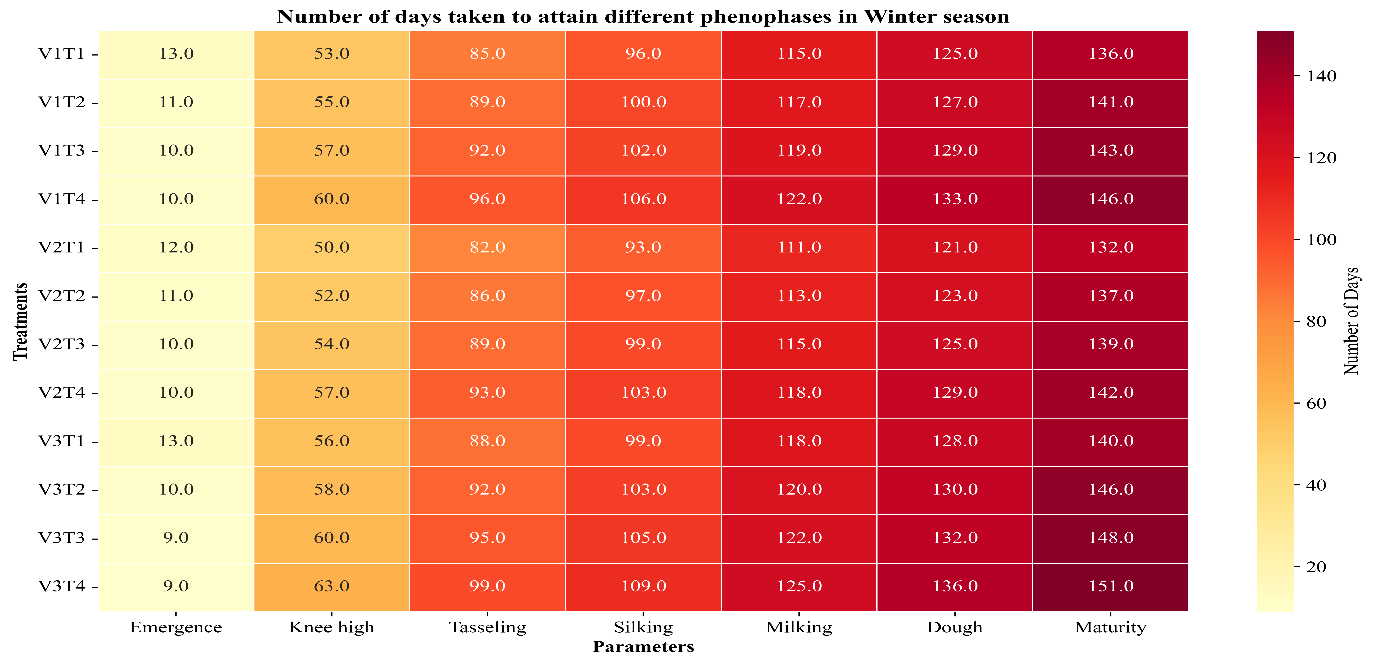 Number of days taken to attain different phenophases in Winter season
V1T1 13.0 53.0 85.0 96.0 115.0 125.0 136.0
V1T2 11.0 55.0 89.0 100.0 117.0 127.0 141.0
V1T3 10.0 57.0 92.0 102.0 119.0 129.0 143.0
V1T4 10.0 60.0 96.0 106.0 122.0 133.0 146.0
V2T1 12.0 50.0 82.0 93.0 111.0 121.0 132.0
V2T2 11.0 52.0 86.0 97.0 113.0 123.0 137.0
V2T3 10.0 54.0 89.0 99.0 115.0 125.0 139.0
V2T4 10.0 57.0 93.0 103.0 118.0 129.0 142.0
V3T1 13.0 56.0 88.0 99.0 118.0 128.0 140.0
V3T2 10.0 58.0 92.0 103.0 120.0 130.0 146.0
V3T3 9.0 60.0 95.0 105.0 122.0 132.0 148.0
V3T4 9.0 63.0 99.0 109.0 125.0 136.0 151.0
Emergence Knee high Tasseling Silking Milking Dough Maturity
Parameters
Treatments
140
120
100
80
60
40
20
Number of Days